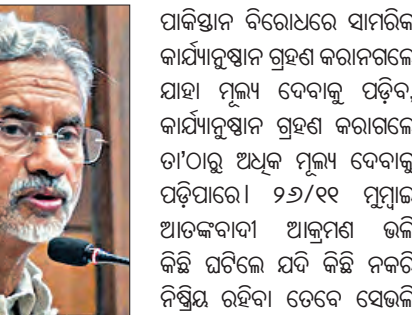 ପାକିସ୍ତାନ ବିରୋଧରେ ସାମରିକ
କାର୍ଯ୍ୟାନୁଷ୍ଠାନ ଗ୍ରହଣ କରାନଗଲେ
ଯାହା ମୂଲ୍ୟ ଦେବାକୁ ପଡ଼ିବ,
କାର୍ଯ୍ୟାନୁଷ୍ଠାନ ଗ୍ରହଣ କରାଗଲେ
ତା’ଠାରୁ ଅଧିକ ମୂଲ୍ୟ ଦେବାକୁ
ପଡ଼ିପାରେ। ୨୬/୧୧ ମୁମ୍ବାଇ
ଆତଙ୍କବାଦୀ ଆକ୍ରମଣ ଭଳି
କିଛି ଘଟିଲେ ଯଦି କିଛି ନକରି
ନିଷ୍କ୍ରିୟ ରହିବା ତେବେ ସେଭଳି